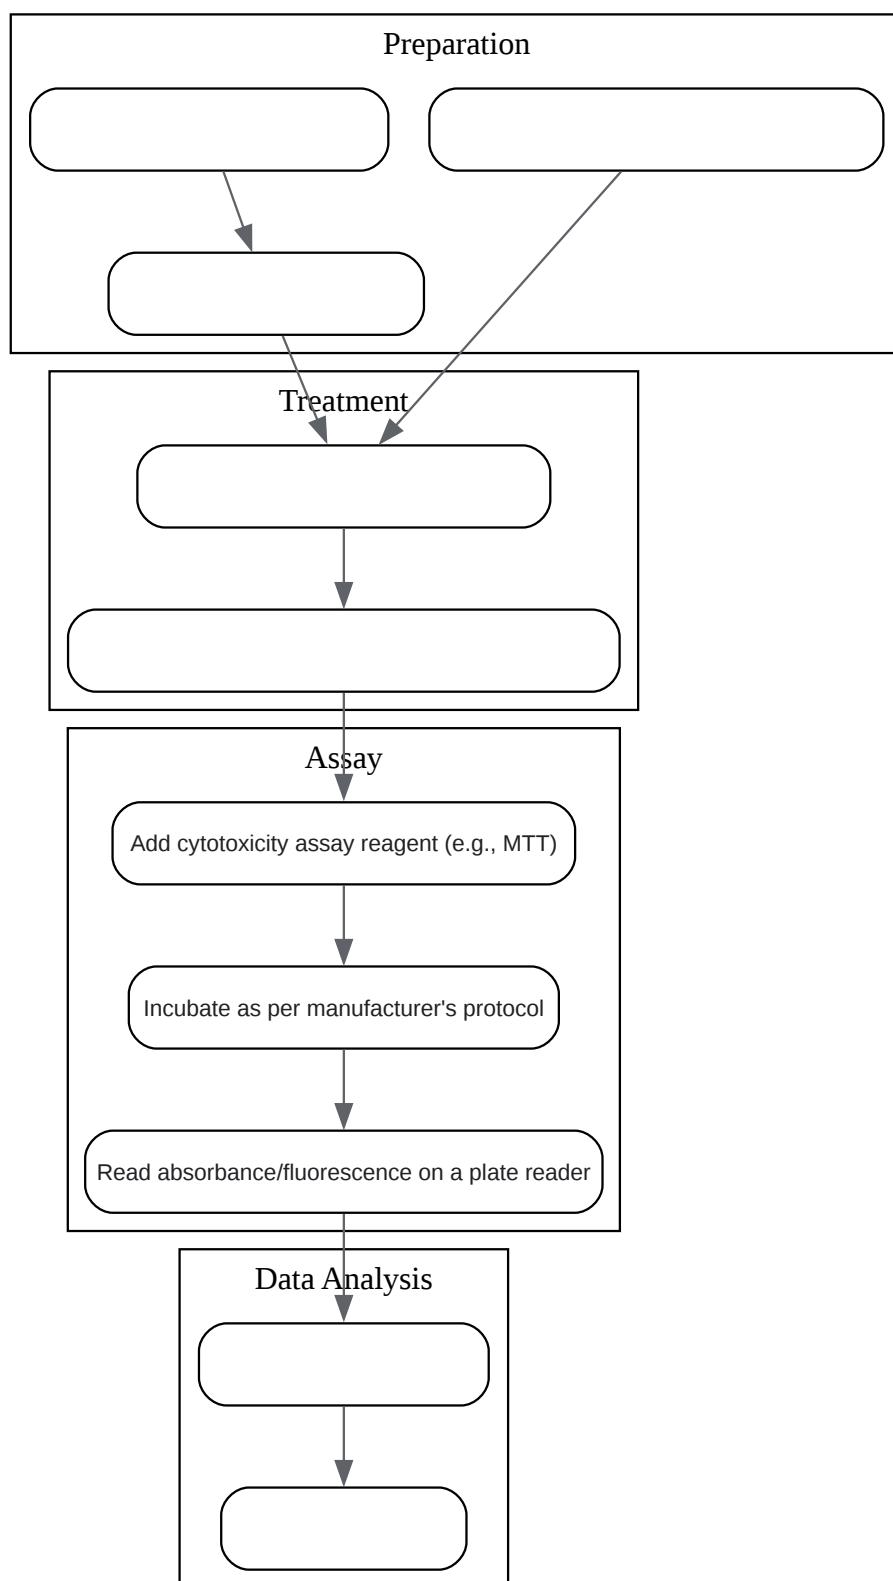 Preparation
Treatment
Assay
Add cytotoxicity assay reagent (e.g., MTT)
Incubate as per manufacturer's protocol
Read absorbance/fluorescence on a plate reader
Data Analysis